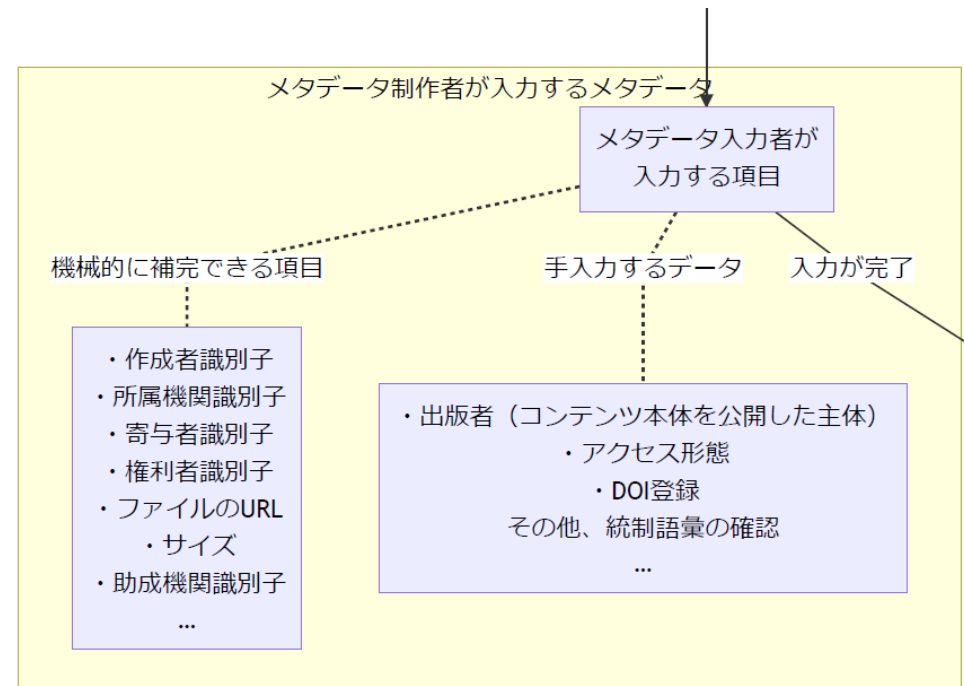 メタデータ制作者が入力するメタデータ
メタデータ入力者が
入力する項目
機械的に補完できる項目
手入力するデータ
入力が完了
・作成者識別子
・所属機関識別子
・寄与者識別子
・権利者識別子
・ファイルのURL
・サイズ
・助成機関識別子
...
・出版者（コンテンツ本体を公開した主体）
・アクセス形態
・DOI登録
その他、統制語彙の確認
...